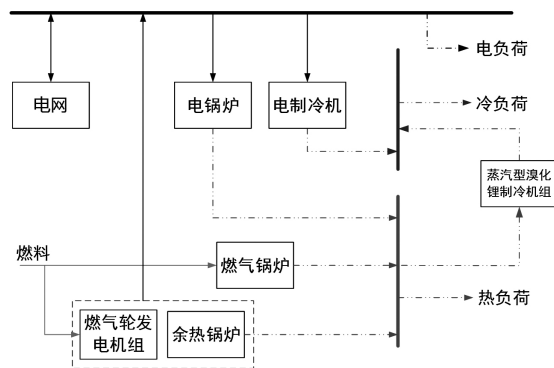 电负荷
电网
电锅炉
电制冷机
冷负荷
蒸汽型溴化
锂制冷机组
燃料
燃气锅炉
热负荷
燃气轮发
电机组
余热锅炉